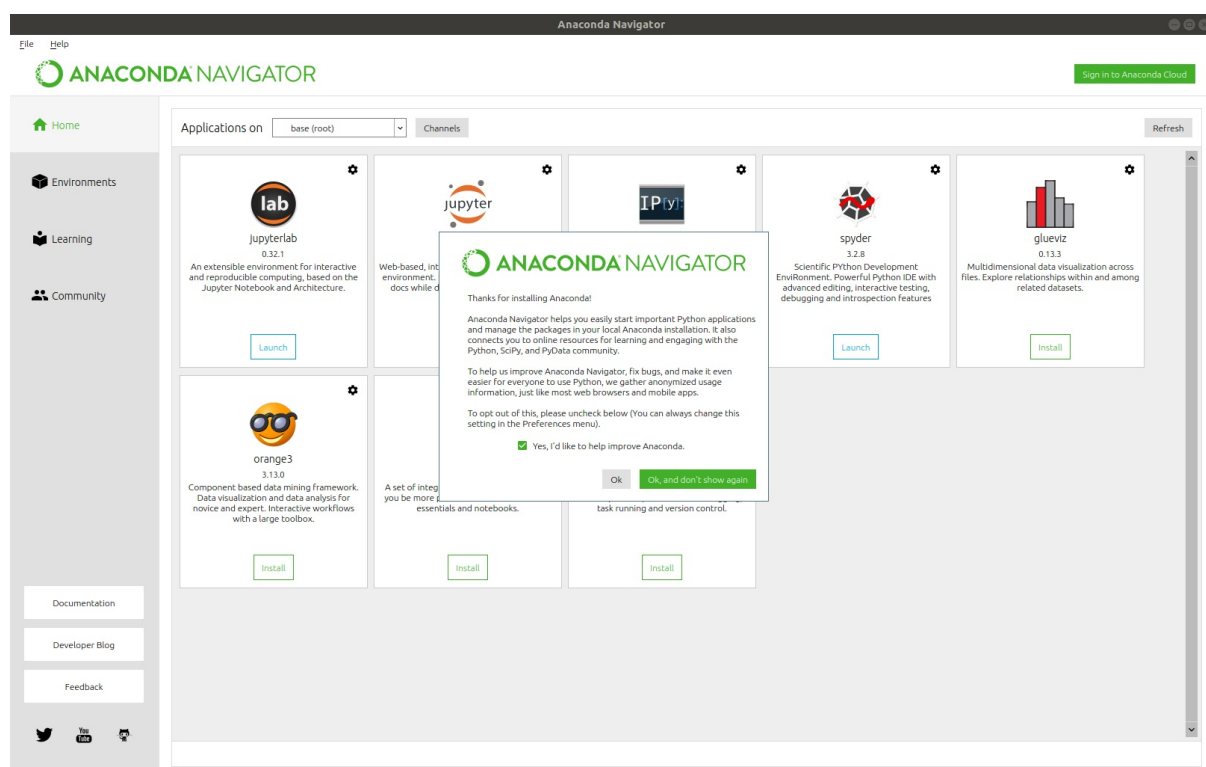 Anaconda Navigator
File Help
ANACONDA NAVIGATOR
Sign in to Anaconda Cloud
Home
Environments
Learning
Community
Documentation
Developer Blog
Feedback
You
Tube
Applications on base (root) Channels
Refresh
lab
jupyterlab
0.32.1
An extensible environment for interactive
and reproducible computing, based on the
Jupyter Notebook and Architecture.
Launch
jupyter
Web-based, int
environment.
docs while d
IP[y]:
spyder
3.2.8
Scientific PYthon Development
EnviRonment. Powerful Python IDE with
advanced editing, interactive testing,
debugging and introspection features
Launch
glueviz
0.13.3
Multidimensional data visualization across
files. Explore relationships within and among
related datasets.
Install
orange3
3.13.0
Component based data mining framework.
Data visualization and data analysis for
novice and expert. Interactive workflows
with a large toolbox.
Install
A set of integ
you be more p
essentials and notebooks.
Install
task running and version control.
Install
ANACONDA NAVIGATOR
Thanks for installing Anaconda!
Anaconda Navigator helps you easily start important Python applications
and manage the packages in your local Anaconda installation. It also
connects you to online resources for learning and engaging with the
Python, SciPy, and PyData community.
To help us improve Anaconda Navigator, fix bugs, and make it even
easier for everyone to use Python, we gather anonymized usage
information, just like most web browsers and mobile apps.
To opt out of this, please uncheck below (You can always change this
setting in the Preferences menu).
Yes, I'd like to help improve Anaconda.
Ok
Ok, and don't show again